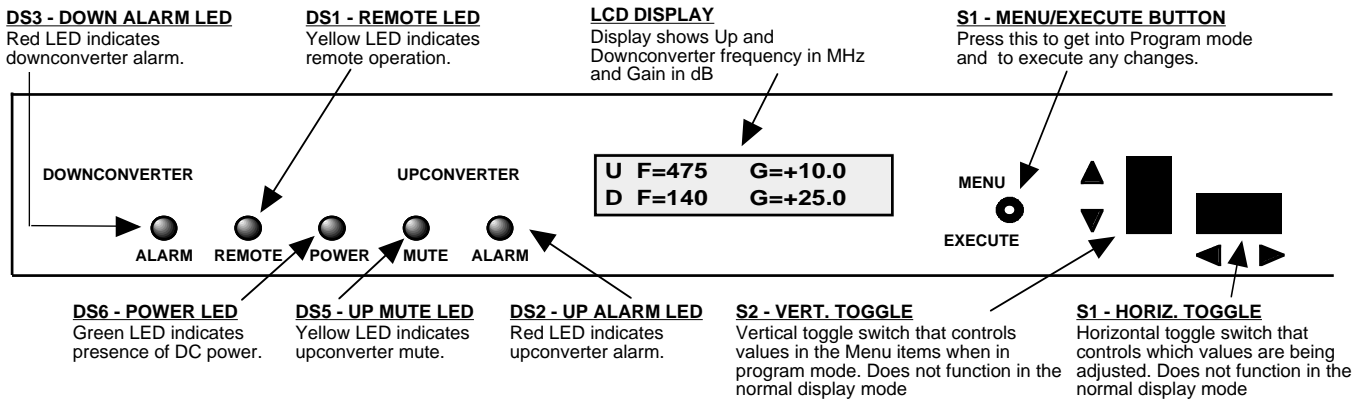 DS3 - DOWN ALARM LED
Red LED indicates
downconverter alarm.
DS1 - REMOTE LED
Yellow LED indicates
remote operation.
LCD DISPLAY
Display shows Up and
Downconverter frequency in MHz
and Gain in dB
S1 - MENU/EXECUTE BUTTON
Press this to get into Program mode
and to execute any changes.
DOWNCONVERTER
UPCONVERTER
U F=475 G=+10.0
D F=140 G=+25.0
MENU
EXECUTE
ALARM REMOTE POWER MUTE ALARM
DS6 - POWER LED
Green LED indicates
presence of DC power.
DS5 - UP MUTE LED
Yellow LED indicates
upconverter mute.
DS2 - UP ALARM LED
Red LED indicates
upconverter alarm.
S2 - VERT. TOGGLE
Vertical toggle switch that controls
values in the Menu items when in
program mode. Does not function in the
normal display mode
S1 - HORIZ. TOGGLE
Horizontal toggle switch that
controls which values are being
adjusted. Does not function in the
normal display mode